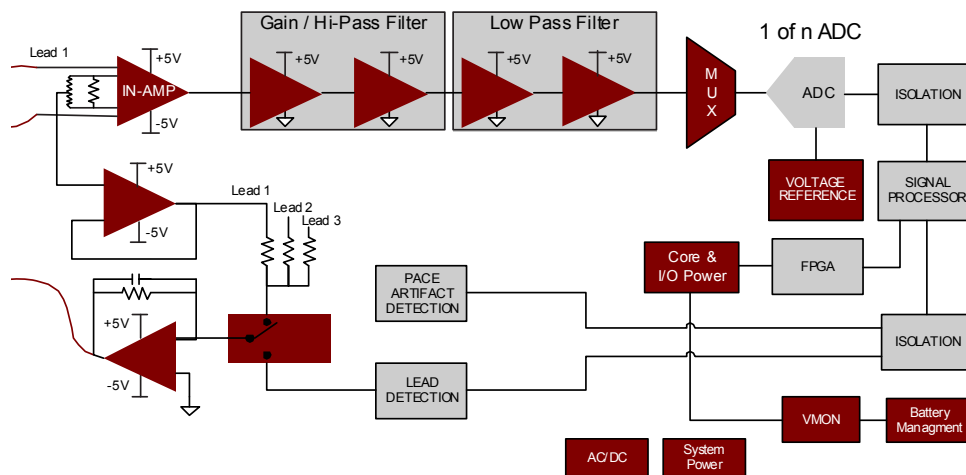 Gain / Hi-Pass Filter
Low Pass Filter
1 of n ADC
Lead 1
+5V
IN-AMP
-5V
+5V
+5V
+5V
+5V
MUX
ADC
ISOLATION
VOLTAGE
REFERENCE
SIGNAL
PROCESSOR
+5V
-5V
Lead 1
Lead 2
Lead 3
Core &
I/O Power
FPGA
PACE
ARTIFACT
DETECTION
+5V
-5V
ISOLATION
LEAD
DETECTION
VMON
Battery
Managment
AC/DC
System
Power